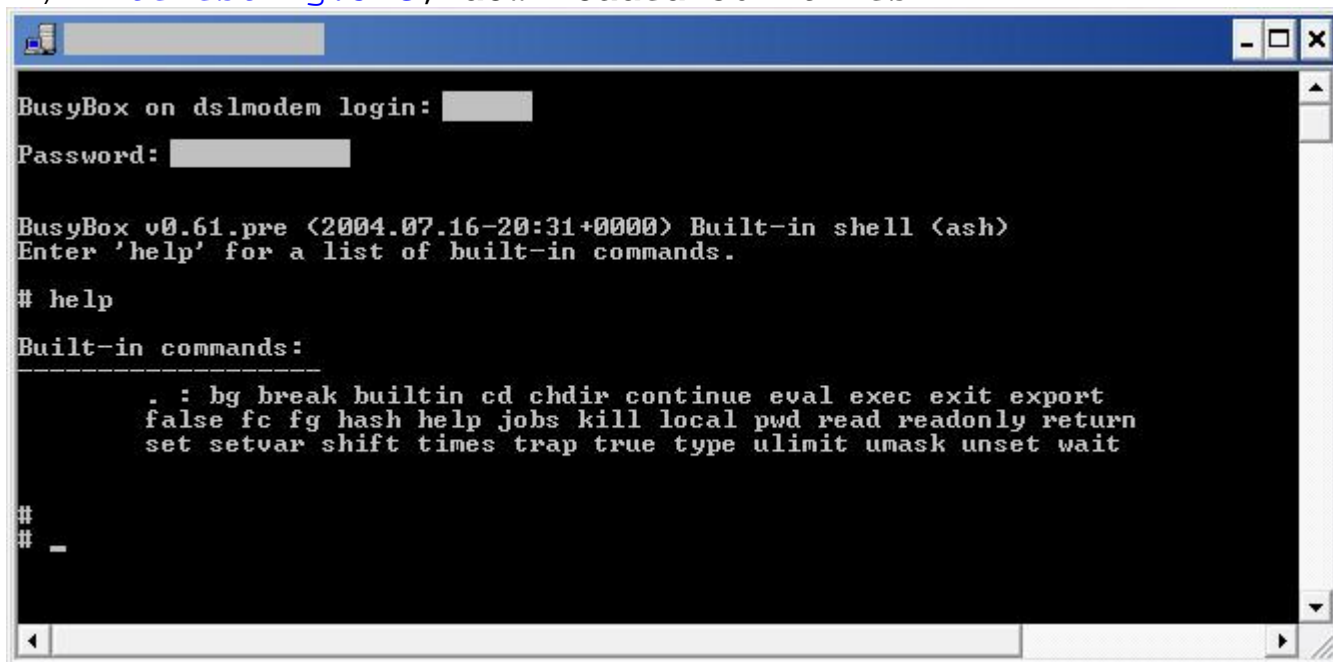 BusyBox on dslmodem login:
Password:
BusyBox v0.61.pre (2004.07.16-20:31+0000) Built-in shell (ash)
Enter 'help' for a list of built-in commands.
# help
Built-in commands:
-------------------
. : bg break builtin cd chdir continue eval exec exit export
false fc fg hash help jobs kill local pwd read readonly return
set setvar shift times trap true type ulimit umask unset wait
#
# _